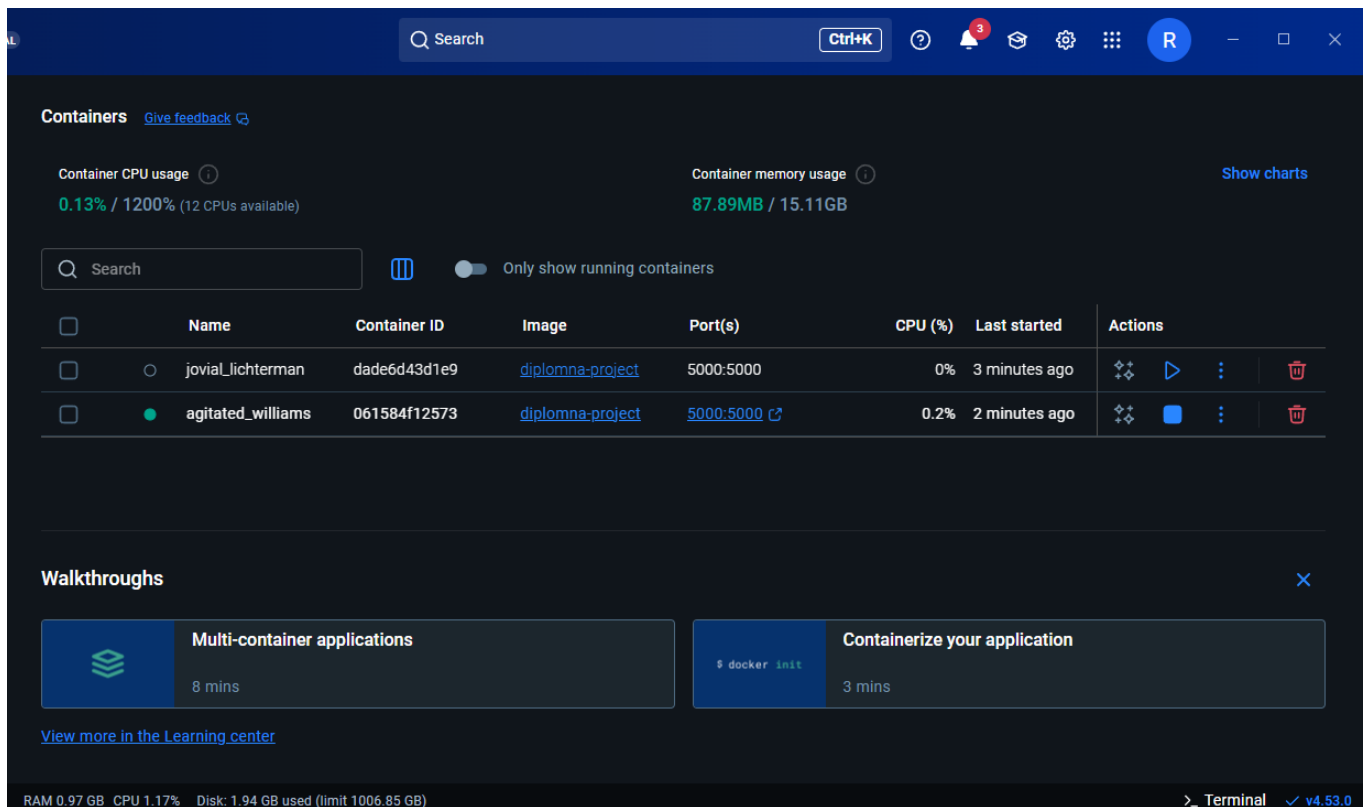 Search Ctrl+K 3 R
Containers Give feedback
Container CPU usage Container memory usage Show charts
0.13% / 1200% (12 CPUs available) 87.89MB / 15.11GB
Search Only show running containers
Name Container ID Image Port(s) CPU (%) Last started Actions
jovial_lichterman dade6d43d1e9 diplomna-project 5000:5000 0% 3 minutes ago
agitated_williams 061584f12573 diplomna-project 5000:5000 0.2% 2 minutes ago
Walkthroughs
Multi-container applications
8 mins
$ docker init
Containerize your application
3 mins
View more in the Learning center
RAM 0.97 GB CPU 1.17% Disk: 1.94 GB used (limit 1006.85 GB) >_ Terminal v4.53.0